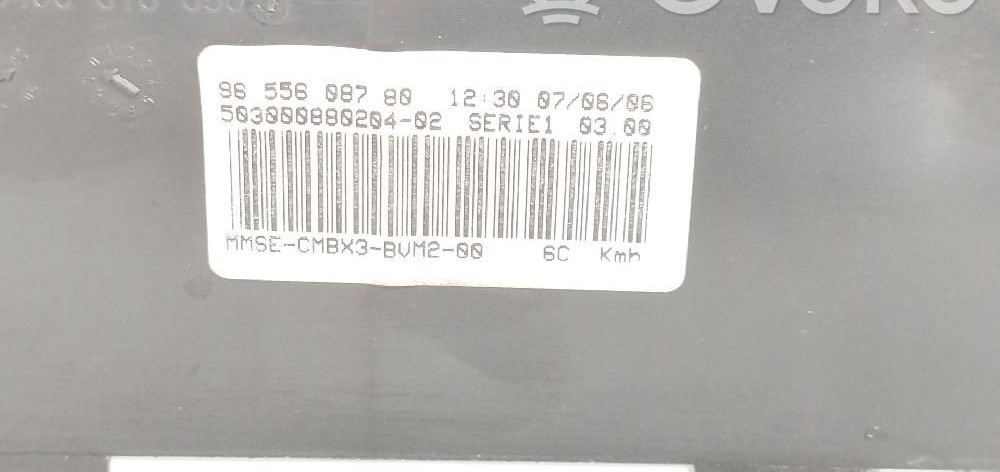 96 556 087 80 12:30 07/06/06
503000880204-02 SERIE1 03.00
MMSE-CMBX3-BVM2-00 6C Kmh